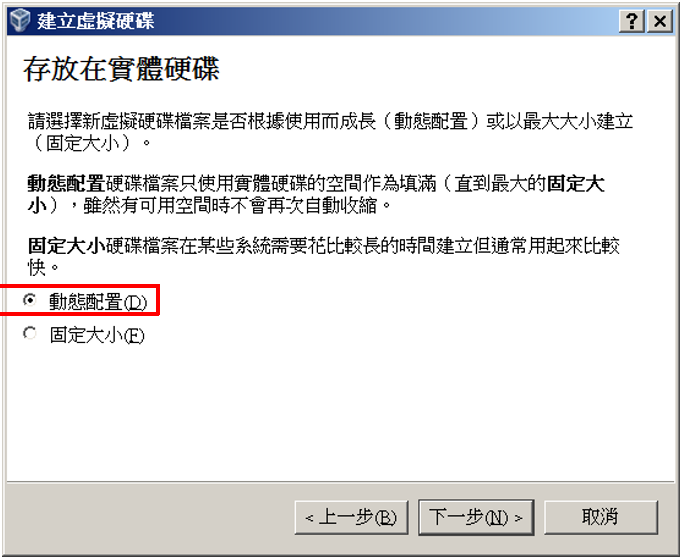 建立虛擬硬碟
存放在實體硬碟
請選擇新虛擬硬碟檔案是否根據使用而成長（動態配置）或以最大大小建立
（固定大小）。
動態配置硬碟檔案只使用實體硬碟的空間作為填滿（直到最大的固定大
小），雖然有可用空間時不會再次自動收縮。
固定大小硬碟檔案在某些系統需要花比較長的時間建立但通常用起來比較
快。
動態配置(D)
固定大小(F)
< 上一步(B)
下一步(N) >
取消